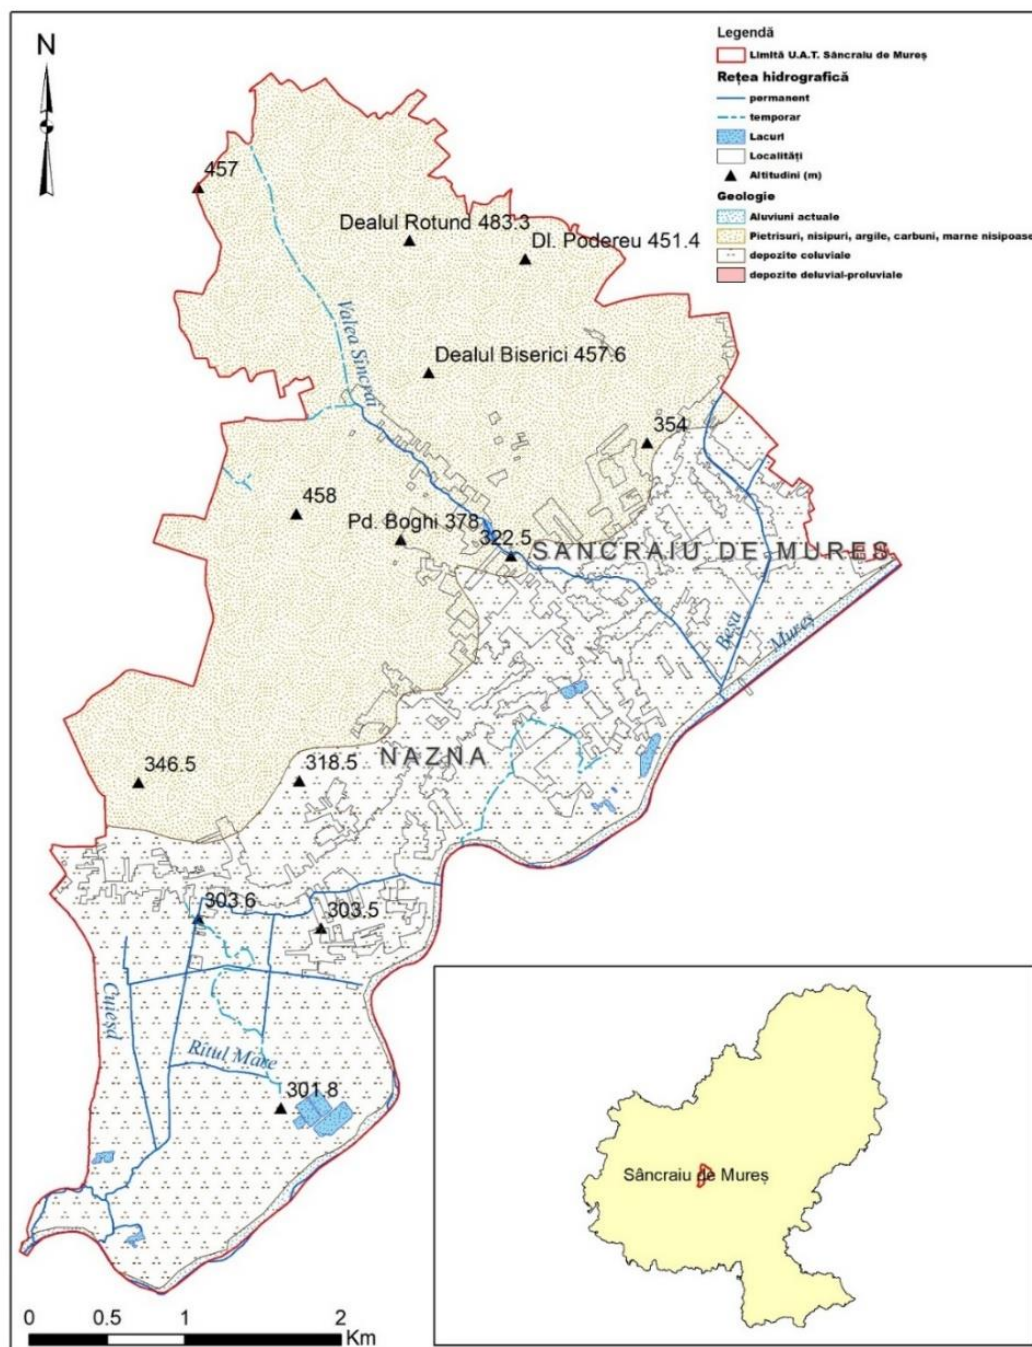 N
Legendă
Limită U.A.T. Sâncraiu de Mureș
Rețea hidrografică
permanent
temporar
Lacuri
Localități
Altitudini (m)
Geologie
Aluviuni actuale
Pietrisuri, nisipuri, argile, carbuni, marne nisipoase
depozite coluviale
depozite deluvial-proluviale
457
Dealul Rotund 483.3
Dl. Podereu 451.4
Valea Sîncrai
Dealul Biserici 457.6
354
458
Pd. Boghi 378
322.5
SANCRAIU DE MUREȘ
Beșa
Mureș
NAZNA
346.5
318.5
303.6
303.5
Cuieșd
Ritul Mare
301.8
Sâncraiu de Mureș
0 0.5 1 2
Km